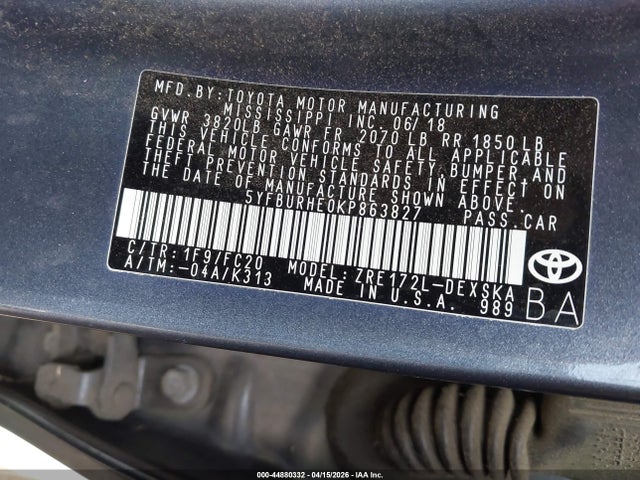 MFD.BY:TOYOTA MOTOR MANUFACTURING
MISSISSIPPI INC. 06/18
GVWR 3820LB GAWR FR 2070 LB RR 1850 LB
THIS VEHICLE CONFORMS TO ALL APPLICABLE
FEDERAL MOTOR VEHICLE SAFETY,BUMPER,AND
THEFT PREVENTION STANDARDS IN EFFECT ON
THE DATE OF MANUFACTURE SHOWN ABOVE.
5YFBURHE0KP863827 PASS.CAR
C/TR:1F9/FC20 MODEL:ZRE172L-DEXSKA
A/TM:-04A/K313 MADE IN U.S.A. 989
BA
000-44880332 - 04/15/2026 - IAA Inc.